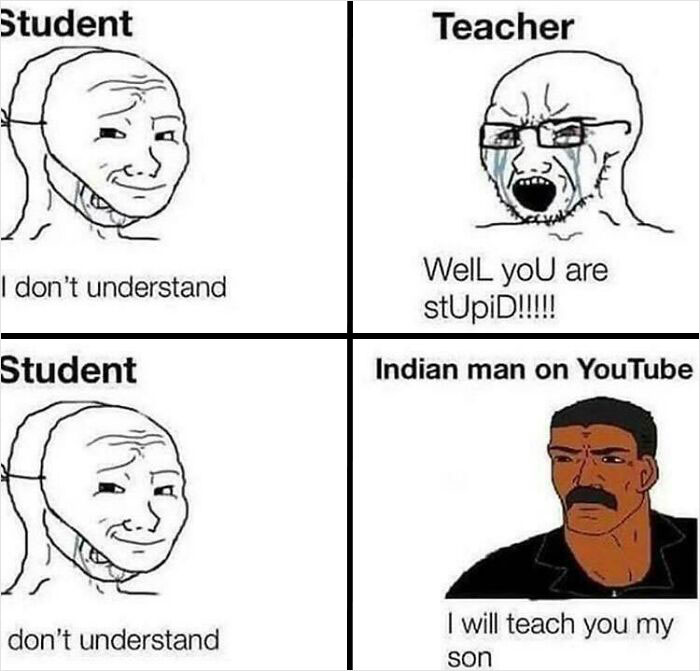 Student
Teacher
I don't understand
WelL yoU are
stUpiD!!!!!
Student
Indian man on YouTube
don't understand
I will teach you my
son